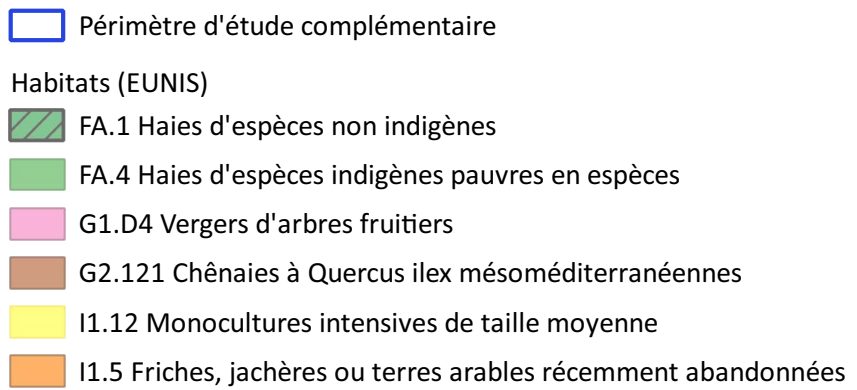 Périmètre d'étude complémentaire
Habitats (EUNIS)
FA.1 Haies d'espèces non indigènes
FA.4 Haies d'espèces indigènes pauvres en espèces
G1.D4 Vergers d'arbres fruitiers
G2.121 Chênaies à Quercus ilex mésoméditerranéennes
I1.12 Monocultures intensives de taille moyenne
I1.5 Friches, jachères ou terres arables récemment abandonnées